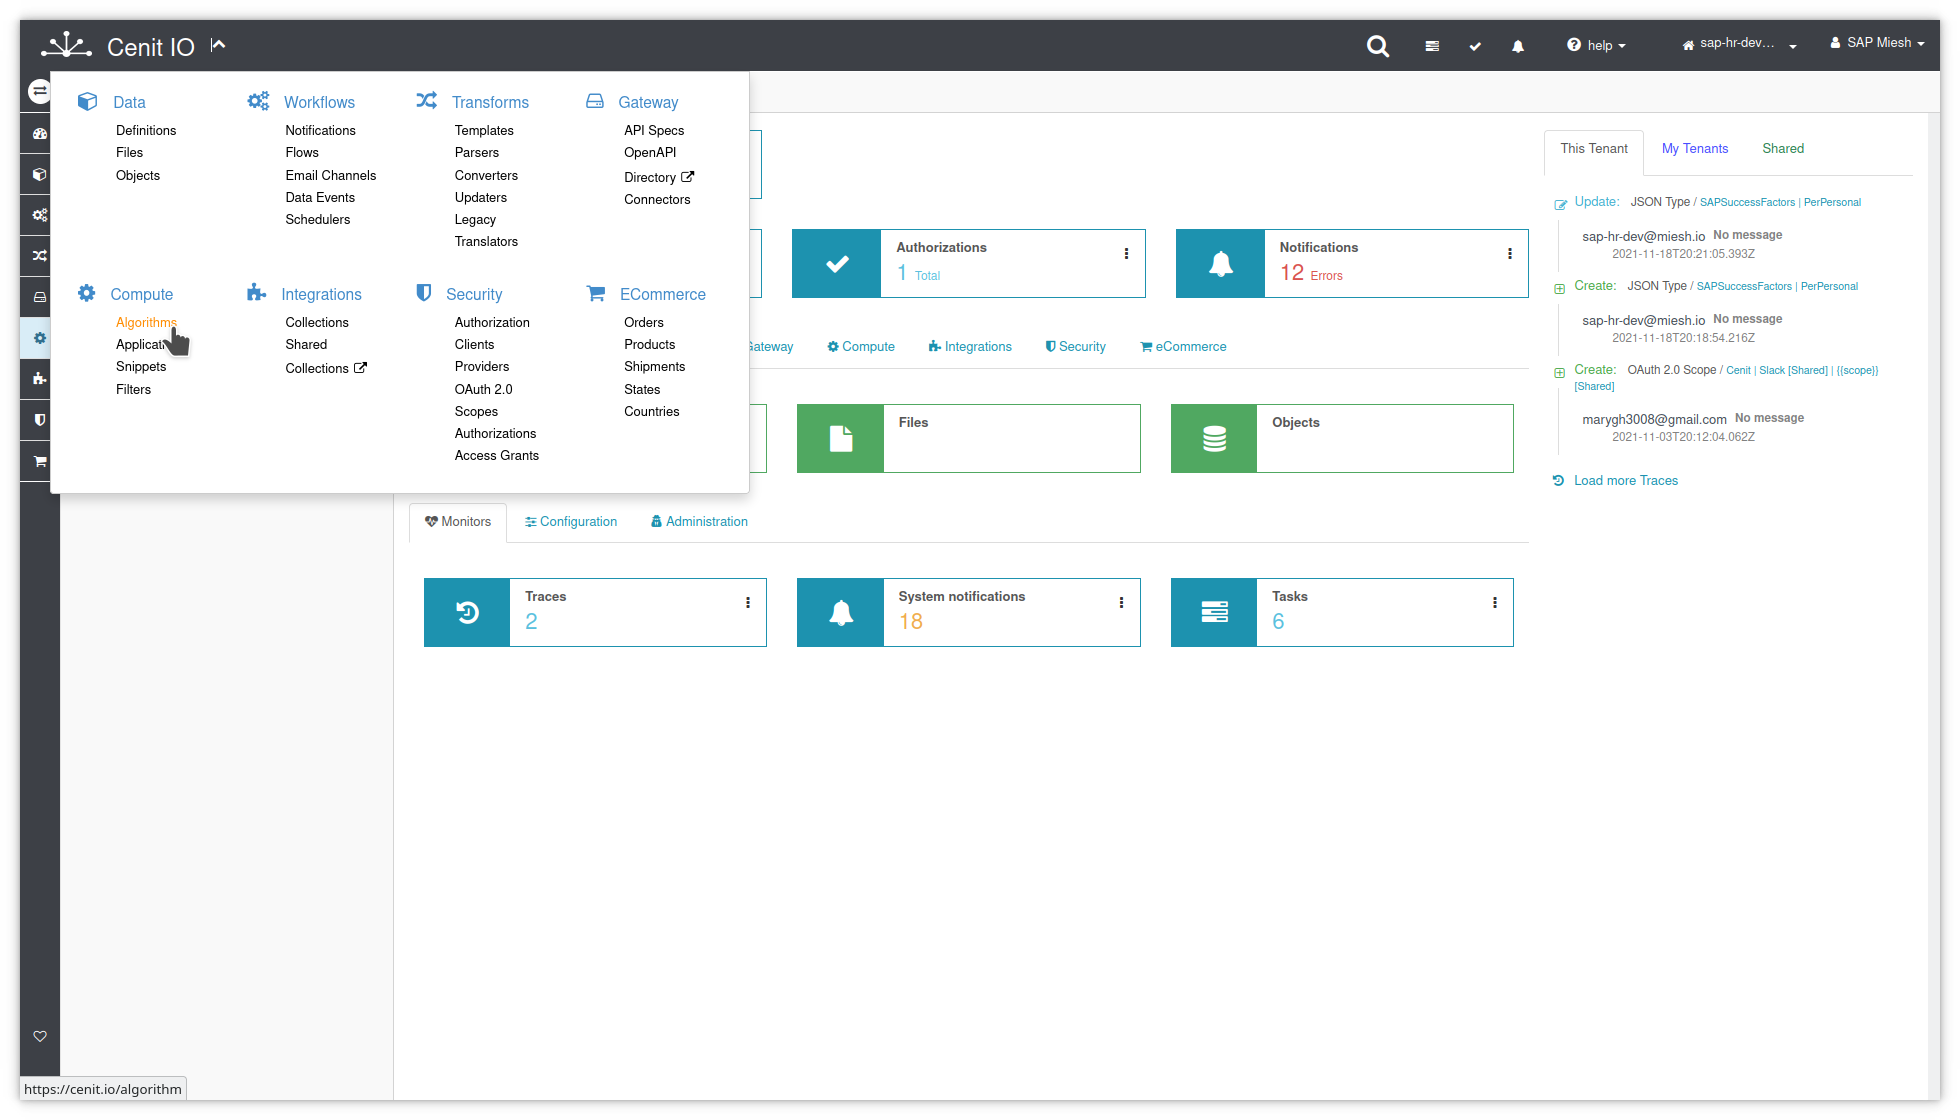 Cenit IO
help
sap-hr-dev...
SAP Miesh
Data
Definitions
Files
Objects
Workflows
Notifications
Flows
Email Channels
Data Events
Schedulers
Transforms
Templates
Parsers
Converters
Updaters
Legacy
Translators
Gateway
API Specs
OpenAPI
Directory
Connectors
Compute
Algorithms
Snippets
Filters
Integrations
Collections
Shared
Collections
Security
Authorization
Clients
Providers
OAuth 2.0
Scopes
Authorizations
Access Grants
ECommerce
Orders
Products
Shipments
States
Countries
Authorizations
1 Total
Notifications
12 Errors
Compute
Integrations
Security
eCommerce
Files
Objects
Monitors
Configuration
Administration
Traces
2
System notifications
18
Tasks
6
This Tenant
My Tenants
Shared
Update: JSON Type / SAPSuccessFactors | PerPersonal
sap-hr-dev@miesh.io No message
2021-11-18T20:21:05.393Z
Create: JSON Type / SAPSuccessFactors | PerPersonal
sap-hr-dev@miesh.io No message
2021-11-18T20:18:54.216Z
Create: OAuth 2.0 Scope / Cenit | Slack [Shared] | {{scope}}
[Shared]
marygh3008@gmail.com No message
2021-11-03T20:12:04.062Z
Load more Traces
https://cenit.io/algorithm